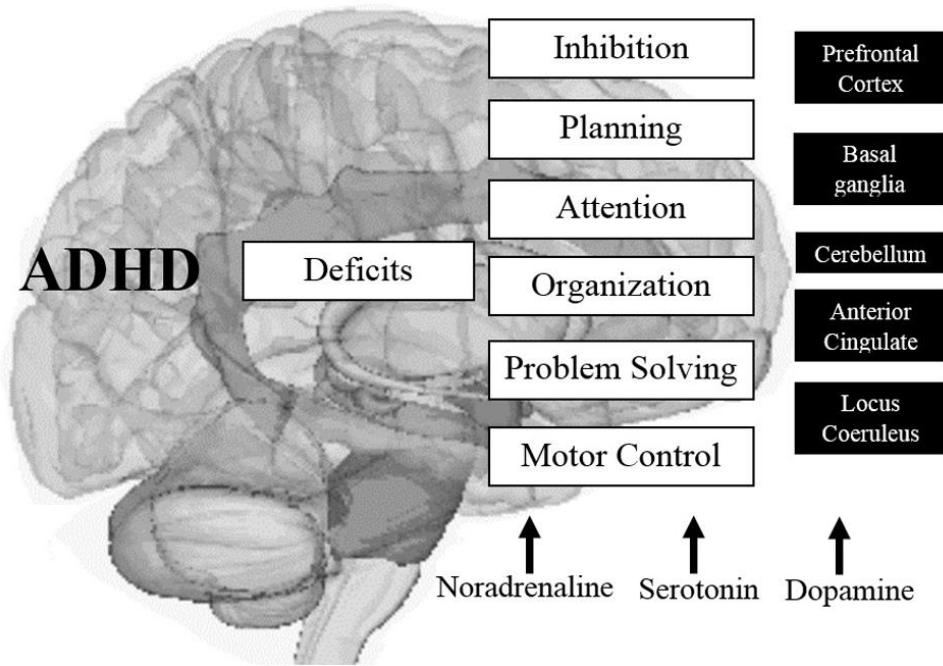 ADHD
Deficits
Inhibition
Planning
Attention
Organization
Problem Solving
Motor Control
Prefrontal
Cortex
Basal
ganglia
Cerebellum
Anterior
Cingulate
Locus
Coeruleus
Noradrenaline
Serotonin
Dopamine